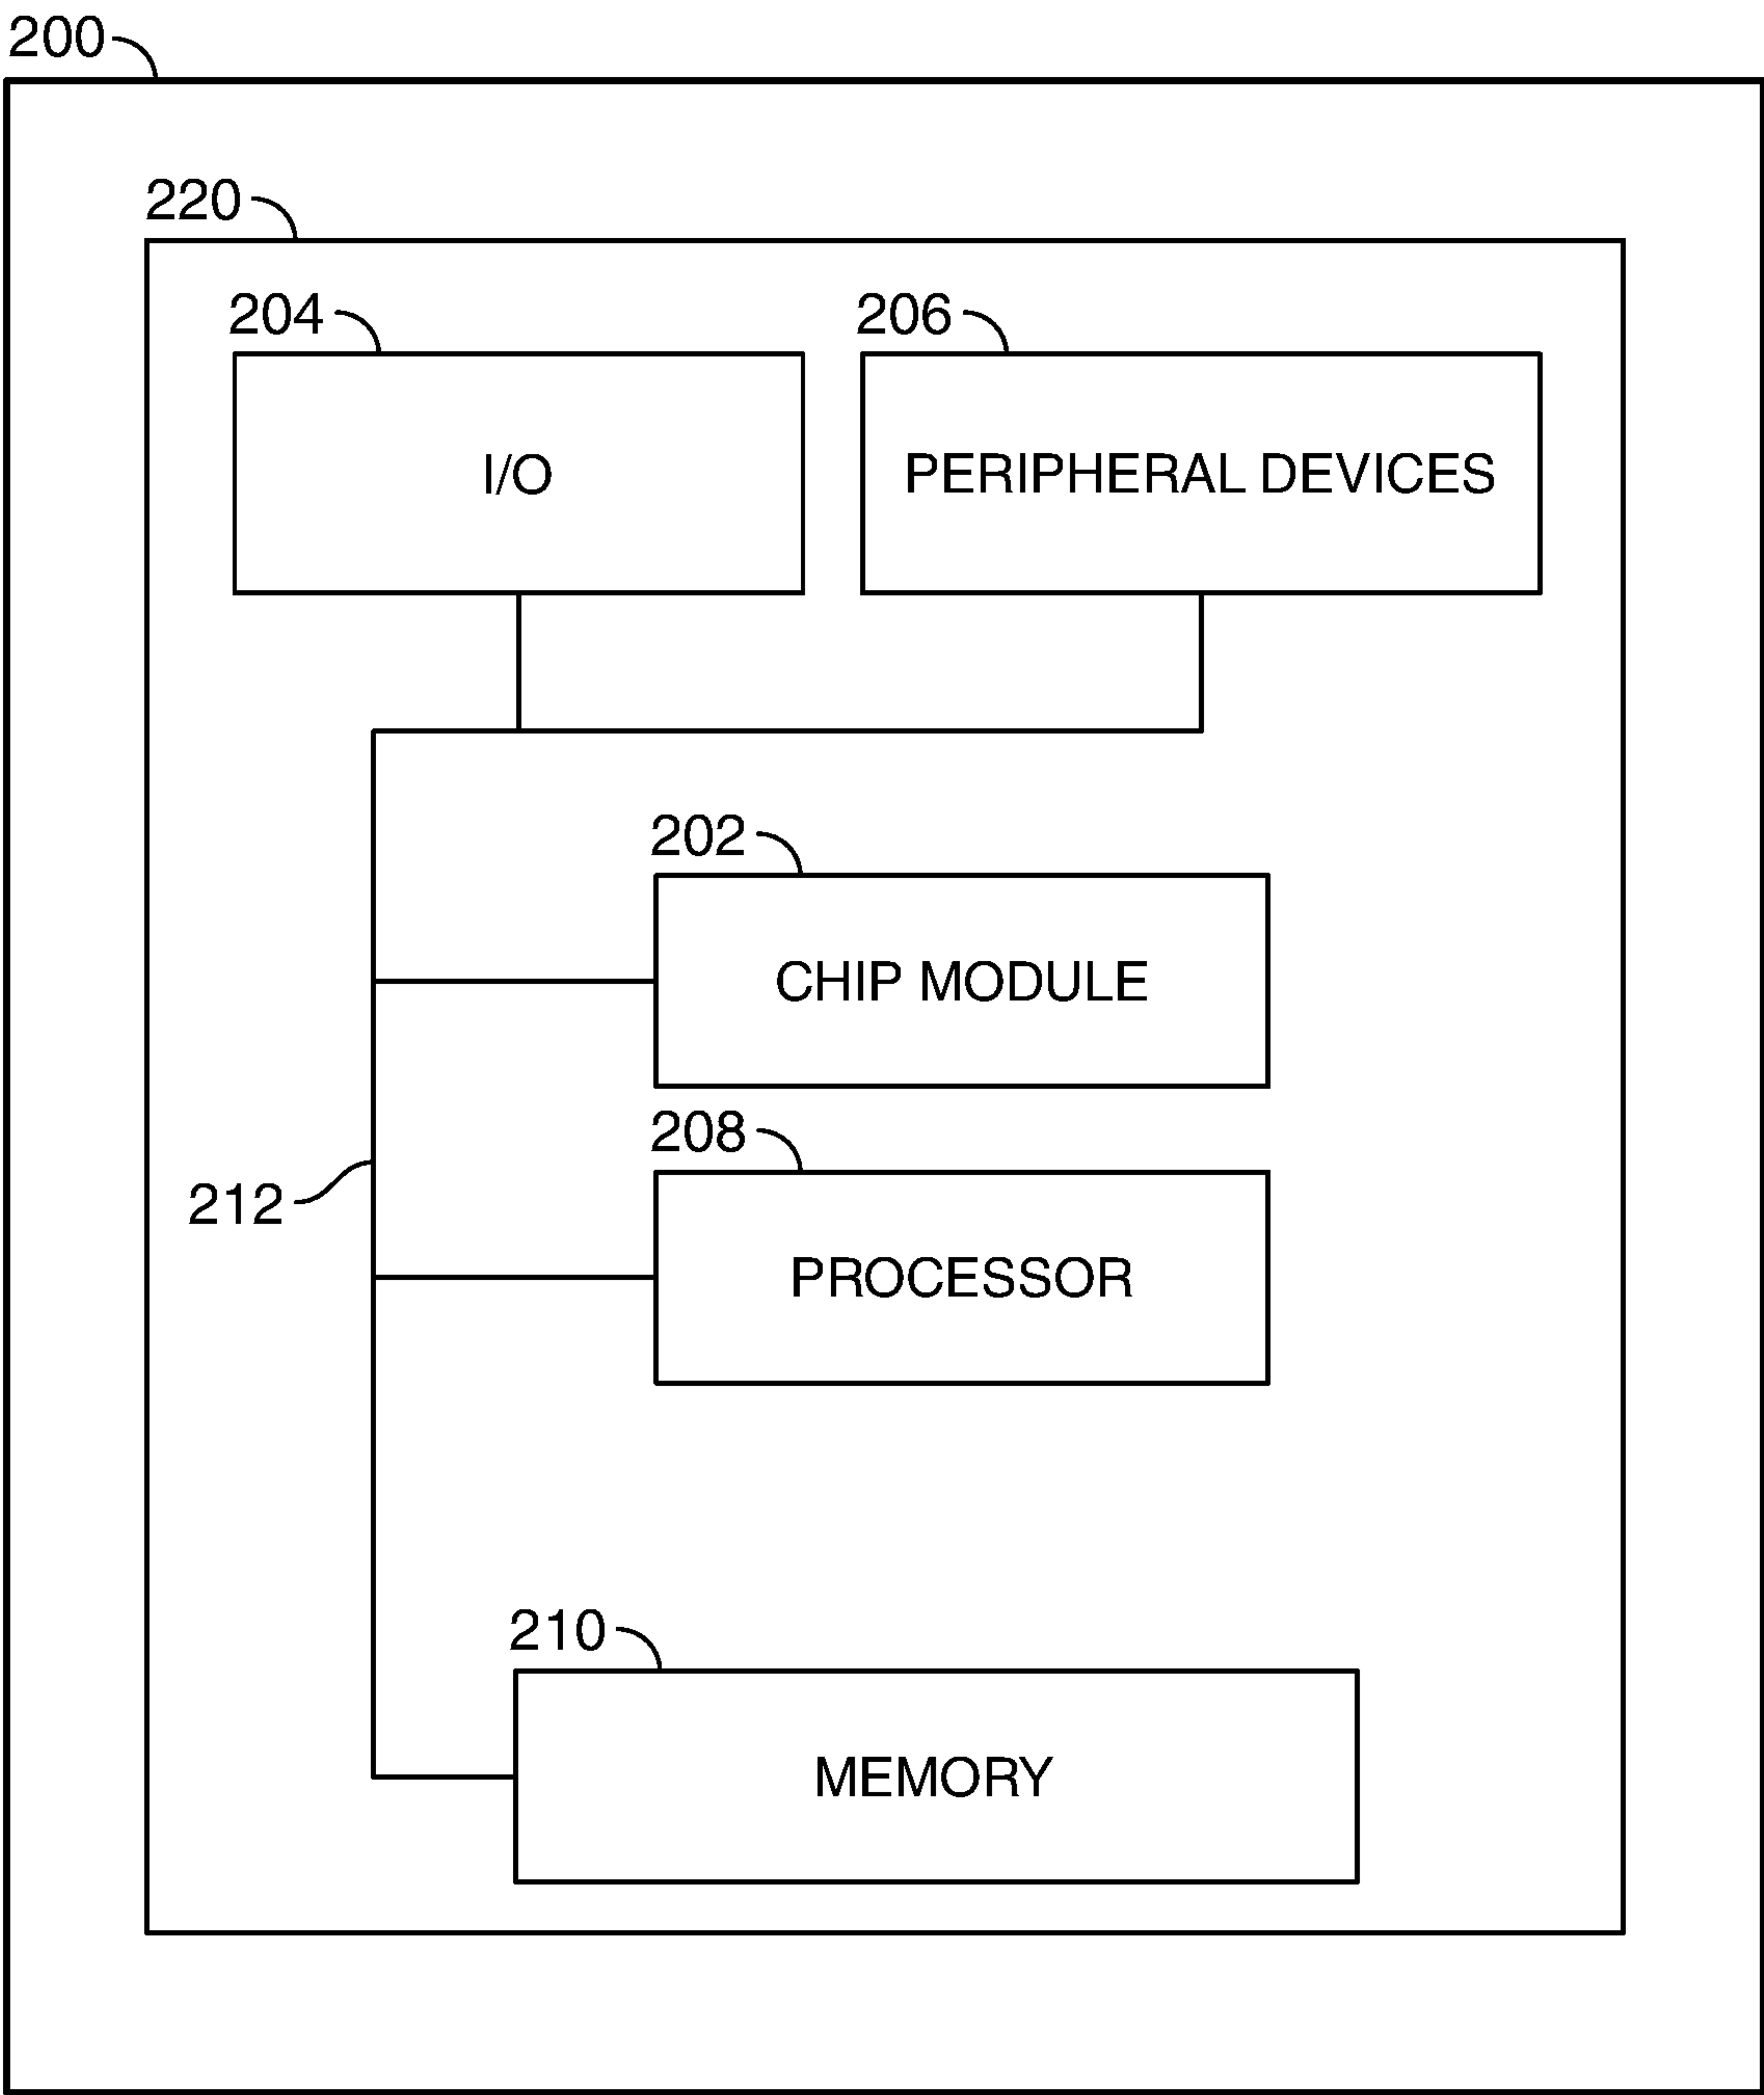 200
220
204
206
I/O
PERIPHERAL DEVICES
202
CHIP MODULE
208
212
PROCESSOR
210
MEMORY